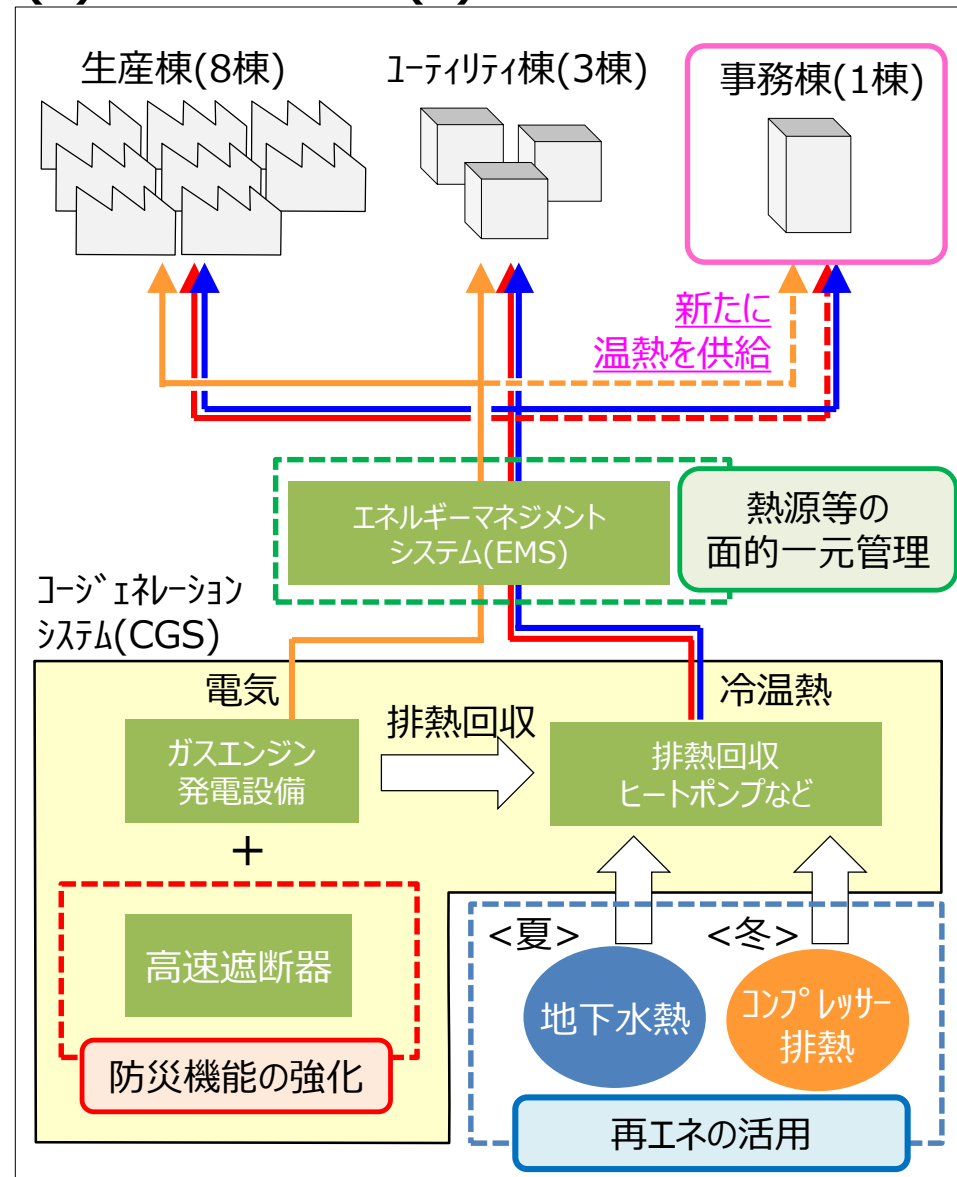 生産棟(8棟)
ﾕｰﾃｨﾘﾃｨ棟(3棟)
事務棟(1棟)
新たに
温熱を供給
エネルギーマネジメント
システム(EMS)
熱源等の
面的一元管理
ｺｰｼﾞｪﾈﾚｰｼｮﾝ
ｼｽﾃﾑ(CGS)
電気
冷温熱
排熱回収
ガスエンジン
発電設備
排熱回収
ヒートポンプなど
＋
高速遮断器
防災機能の強化
<夏>
<冬>
地下水熱
ｺﾝﾌﾟﾚｯｻｰ
排熱
再エネの活用